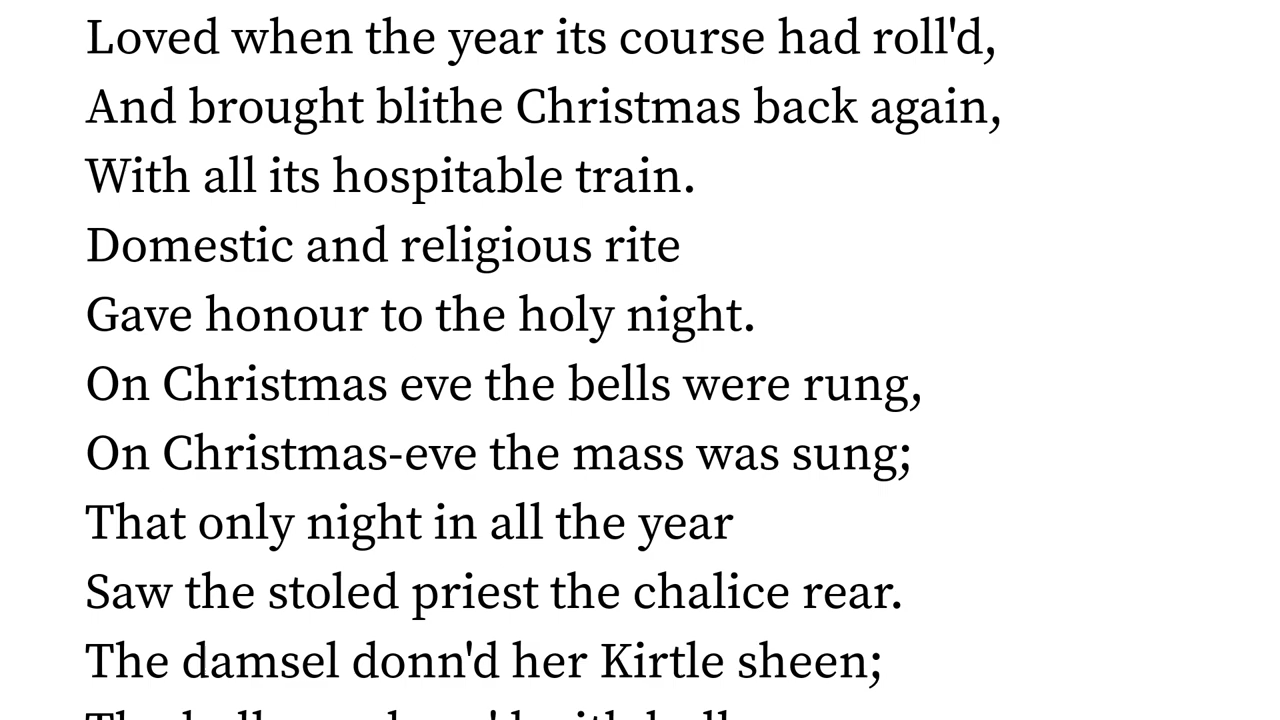 Loved when the year its course had roll'd,
And brought blithe Christmas back again,
With all its hospitable train.
Domestic and religious rite
Gave honour to the holy night.
On Christmas eve the bells were rung,
On Christmas-eve the mass was sung;
That only night in all the year
Saw the stoled priest the chalice rear.
The damsel donn'd her Kirtle sheen;